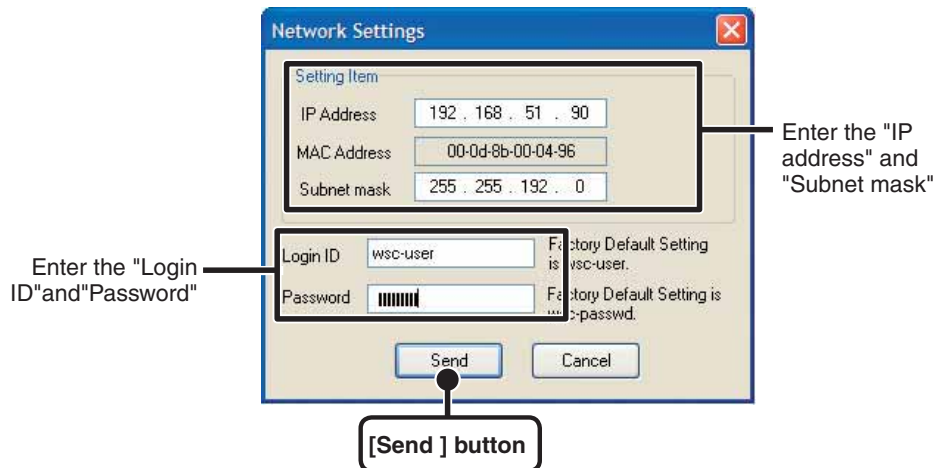 Network Settings
Setting Item
IP Address 192 . 168 . 51 . 90
MAC Address 00-0d-8b-00-04-96
Subnet mask 255 . 255 . 192 . 0
Enter the "IP
address" and
"Subnet mask"
Enter the "Login
ID"and"Password"
Login ID wsc-user
Factory Default Setting
is wsc-user.
Password
Factory Default Setting is
wsc-passwd.
Send Cancel
[Send ] button